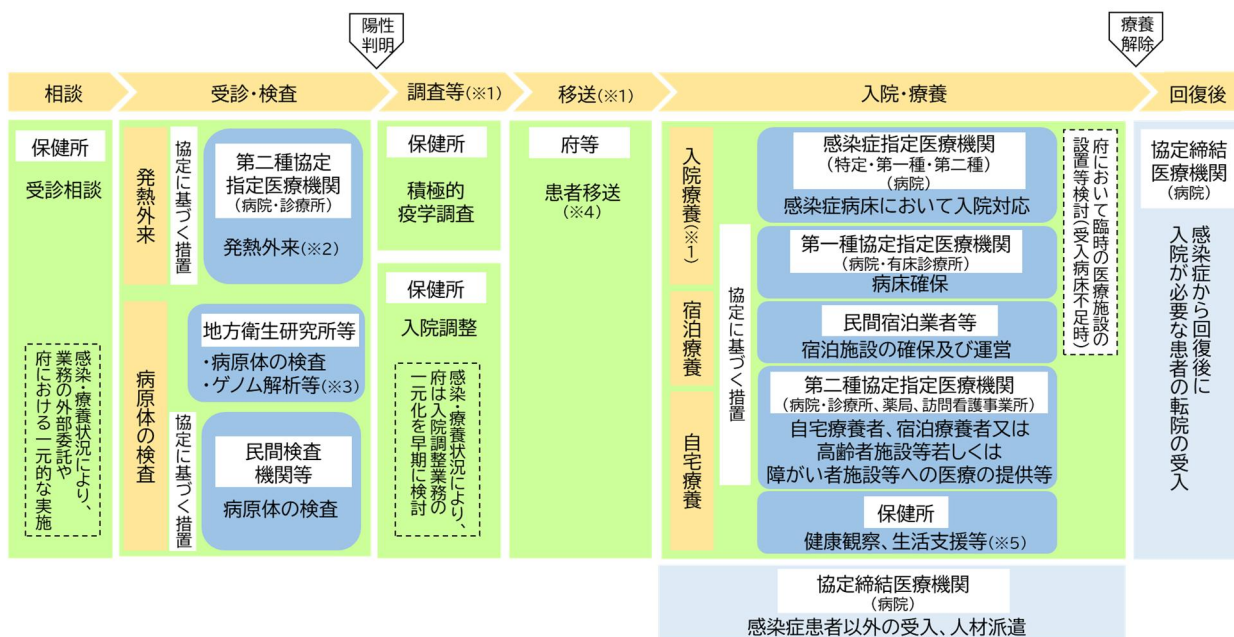 陽性
判明
療養
解除
相談
受診・検査
調査等(※1)
移送(※1)
入院・療養
回復後
保健所
受診相談
感染・療養状況により、
業務の外部委託や
府における一元的な実施
発熱外来
協定に基づく措置
第二種協定
指定医療機関
(病院・診療所)
発熱外来(※2)
病原体の検査
地方衛生研究所等
・病原体の検査
・ゲノム解析等(※3)
協定に基づく措置
民間検査
機関等
病原体の検査
保健所
積極的
疫学調査
保健所
入院調整
感染・療養状況により、
府は入院調整業務の
一元化を早期に検討
府等
患者移送
(※4)
入院療養(※1)
宿泊療養
自宅療養
協定に基づく措置
感染症指定医療機関
(特定・第一種・第二種)
(病院)
感染症病床において入院対応
第一種協定指定医療機関
(病院・有床診療所)
病床確保
民間宿泊業者等
宿泊施設の確保及び運営
第二種協定指定医療機関
(病院・診療所、薬局、訪問看護事業所)
自宅療養者、宿泊療養者又は
高齢者施設等若しくは
障がい者施設等への医療の提供等
保健所
健康観察、生活支援等(※5)
府において臨時の医療施設の
設置等検討(受入病床不足時)
協定締結
医療機関
(病院)
感染症から回復後に
入院が必要な患者の転院の受入
協定締結医療機関
(病院)
感染症患者以外の受入、人材派遣